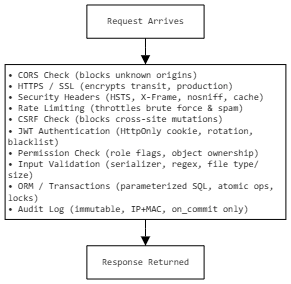 Request Arrives
• CORS Check (blocks unknown origins)
• HTTPS / SSL (encrypts transit, production)
• Security Headers (HSTS, X-Frame, nosniff, cache)
• Rate Limiting (throttles brute force & spam)
• CSRF Check (blocks cross-site mutations)
• JWT Authentication (HttpOnly cookie, rotation,
blacklist)
• Permission Check (role flags, object ownership)
• Input Validation (serializer, regex, file type/
size)
• ORM / Transactions (parameterized SQL, atomic ops,
locks)
• Audit Log (immutable, IP+MAC, on_commit only)
Response Returned